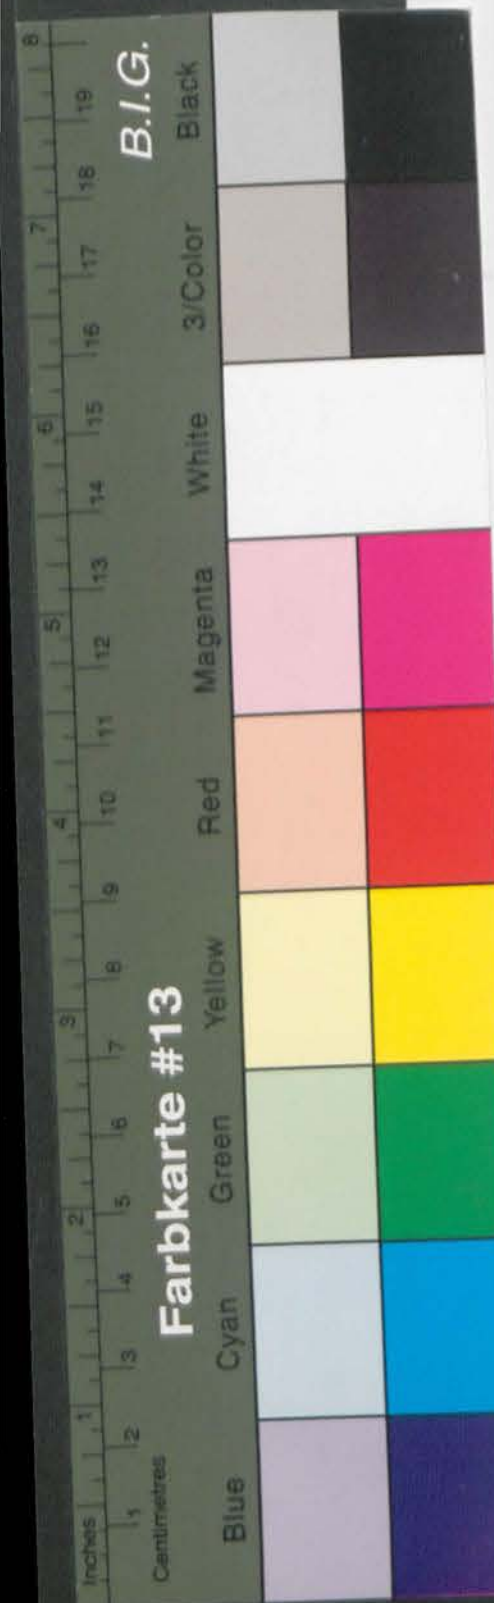 Inches 1 2 3 4 5 6 7 8
Centimetres 1 2 3 4 5 6 7 8 9 10 11 12 13 14 15 16 17 18 19
Farbkarte #13 B.I.G.
Blue Cyan Green Yellow Red Magenta White 3/Color Black